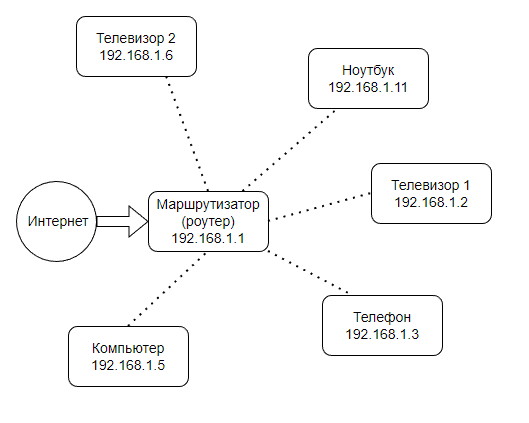 Телевизор 2
192.168.1.6
Ноутбук
192.168.1.11
Телевизор 1
192.168.1.2
Интернет
Маршрутизатор
(роутер)
192.168.1.1
Телефон
192.168.1.3
Компьютер
192.168.1.5